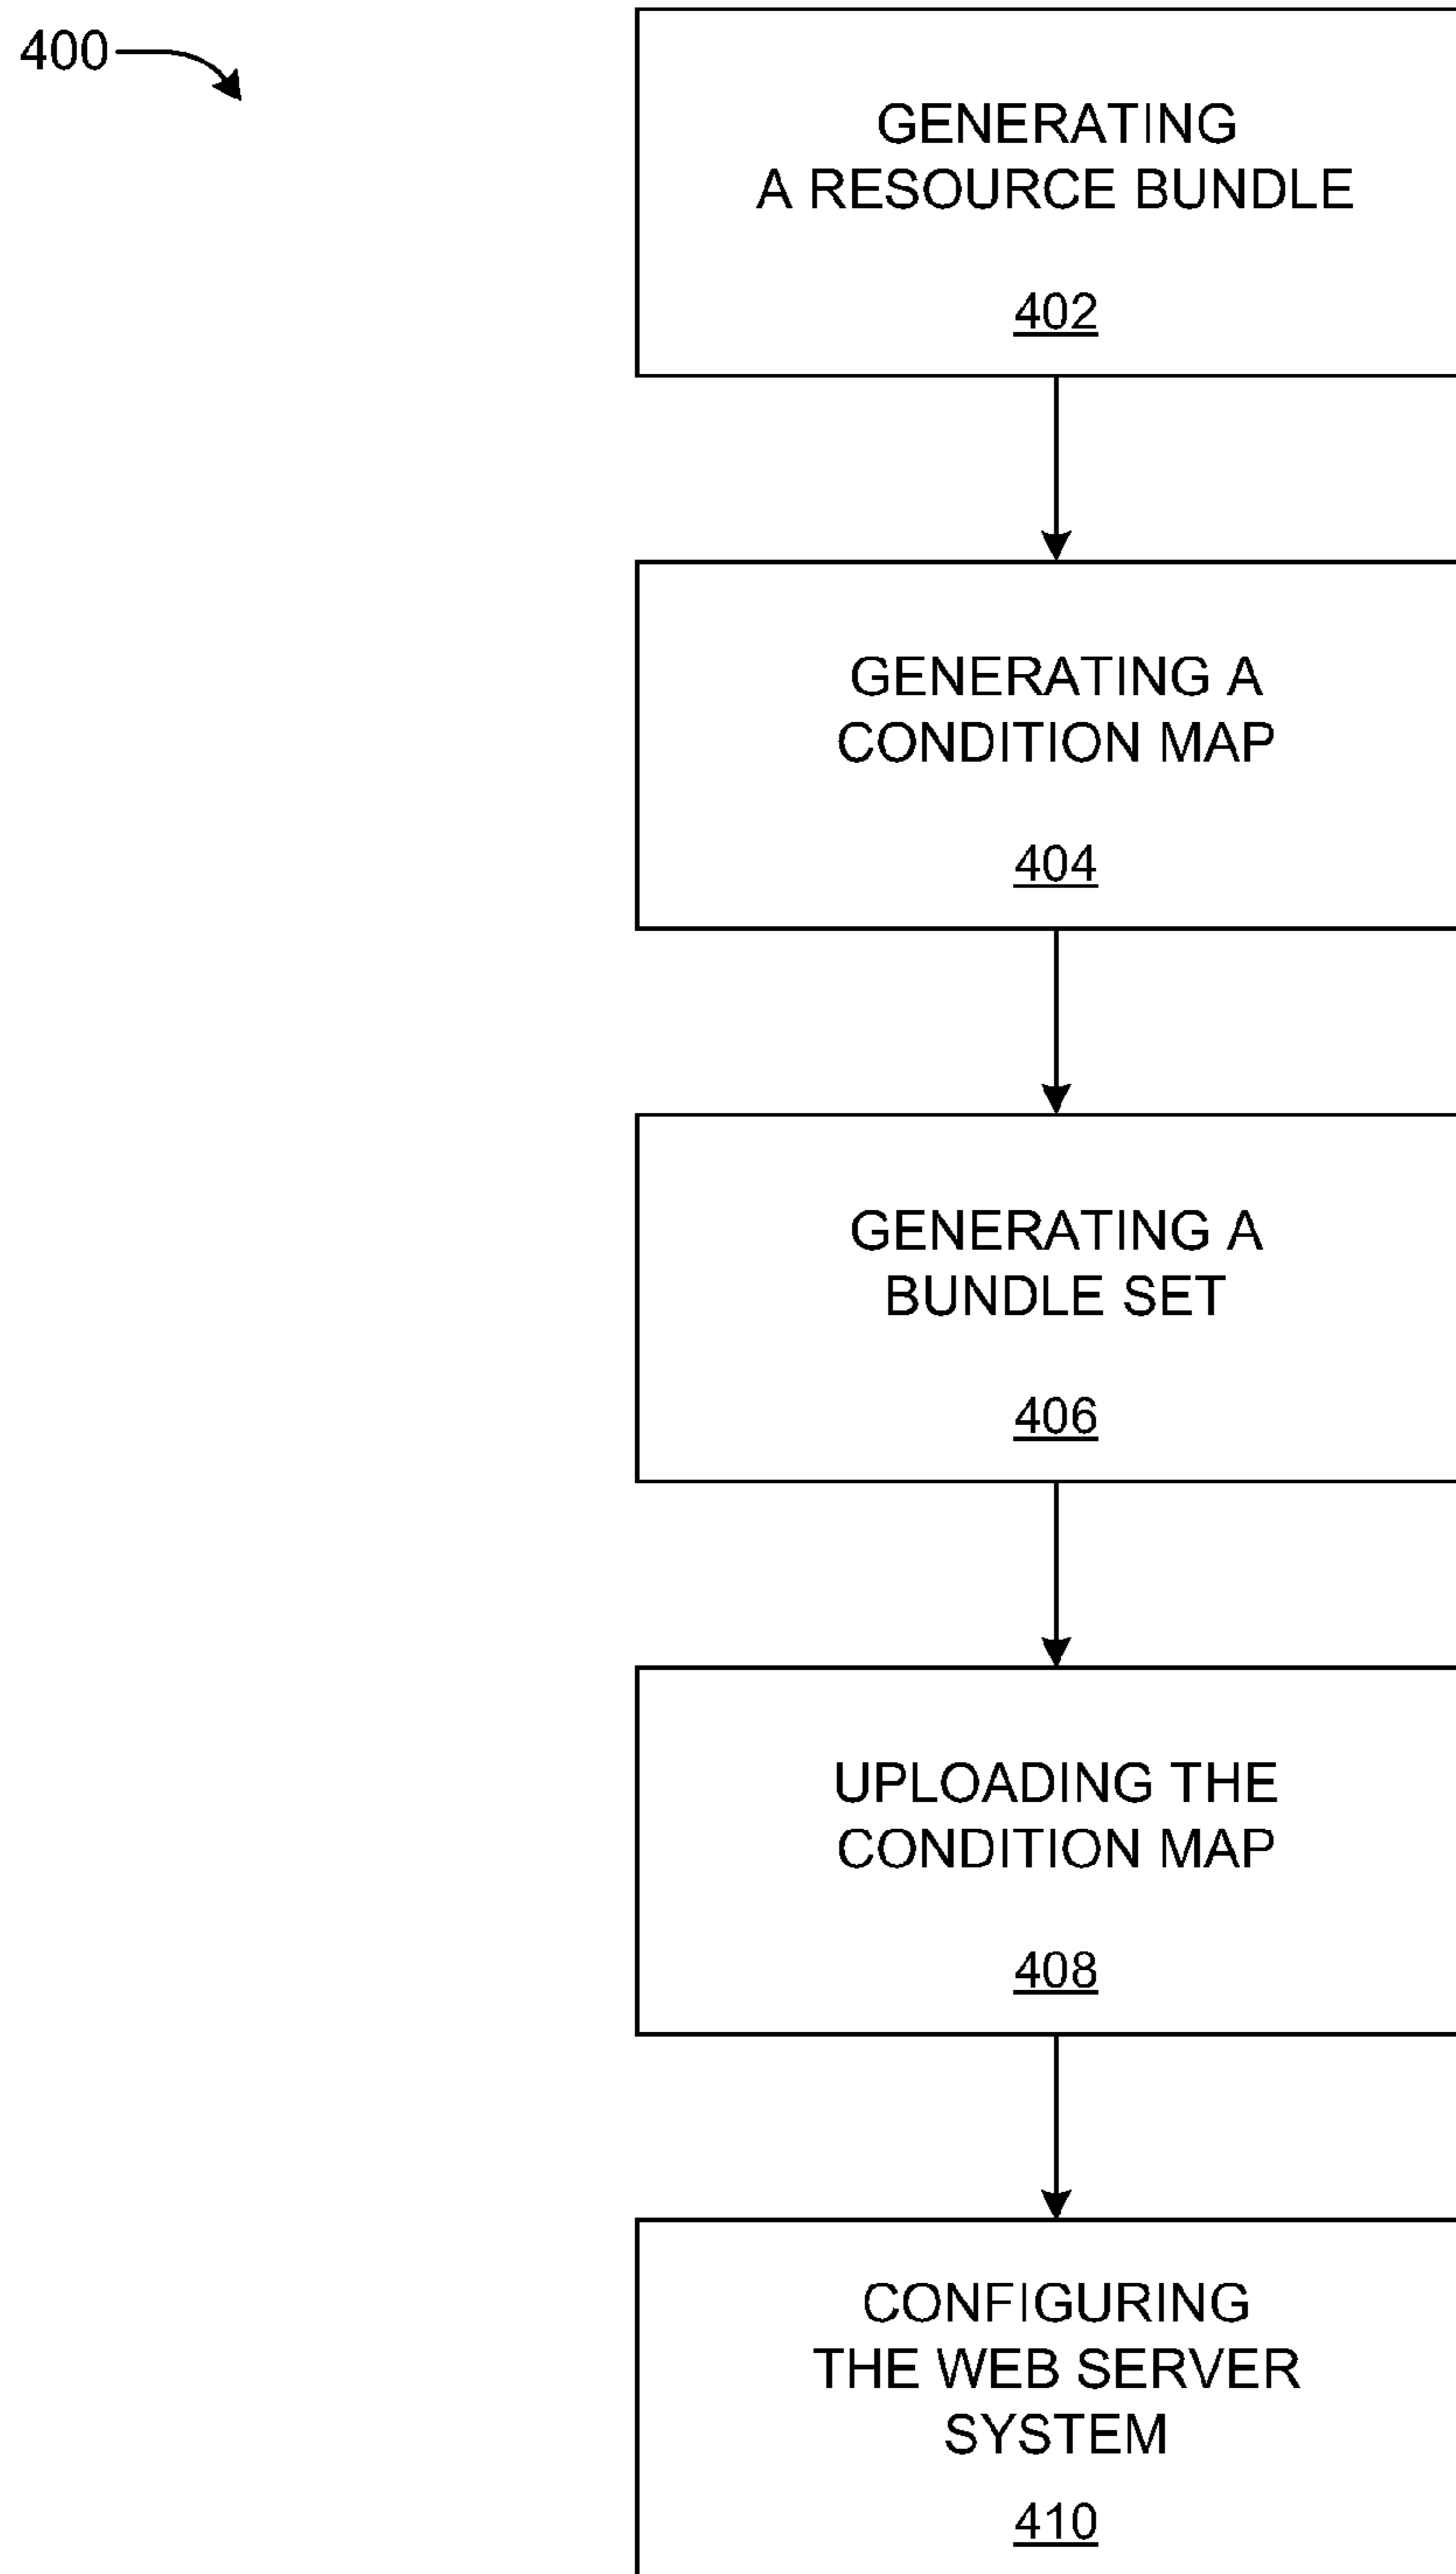 400
GENERATING
A RESOURCE BUNDLE
402
GENERATING A
CONDITION MAP
404
GENERATING A
BUNDLE SET
406
UPLOADING THE
CONDITION MAP
408
CONFIGURING
THE WEB SERVER
SYSTEM
410